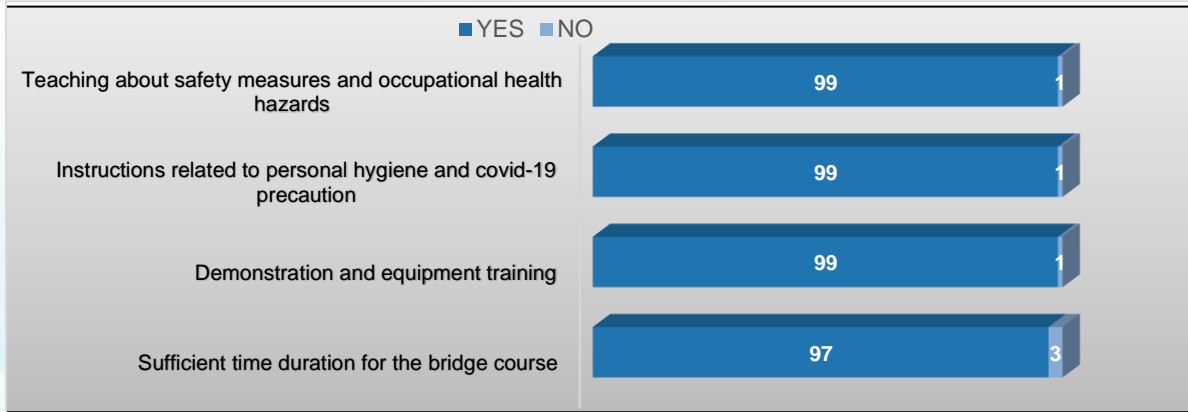 YES NO
Teaching about safety measures and occupational health
hazards
99 1
Instructions related to personal hygiene and covid-19
precaution
99 1
Demonstration and equipment training
99 1
Sufficient time duration for the bridge course
97 3